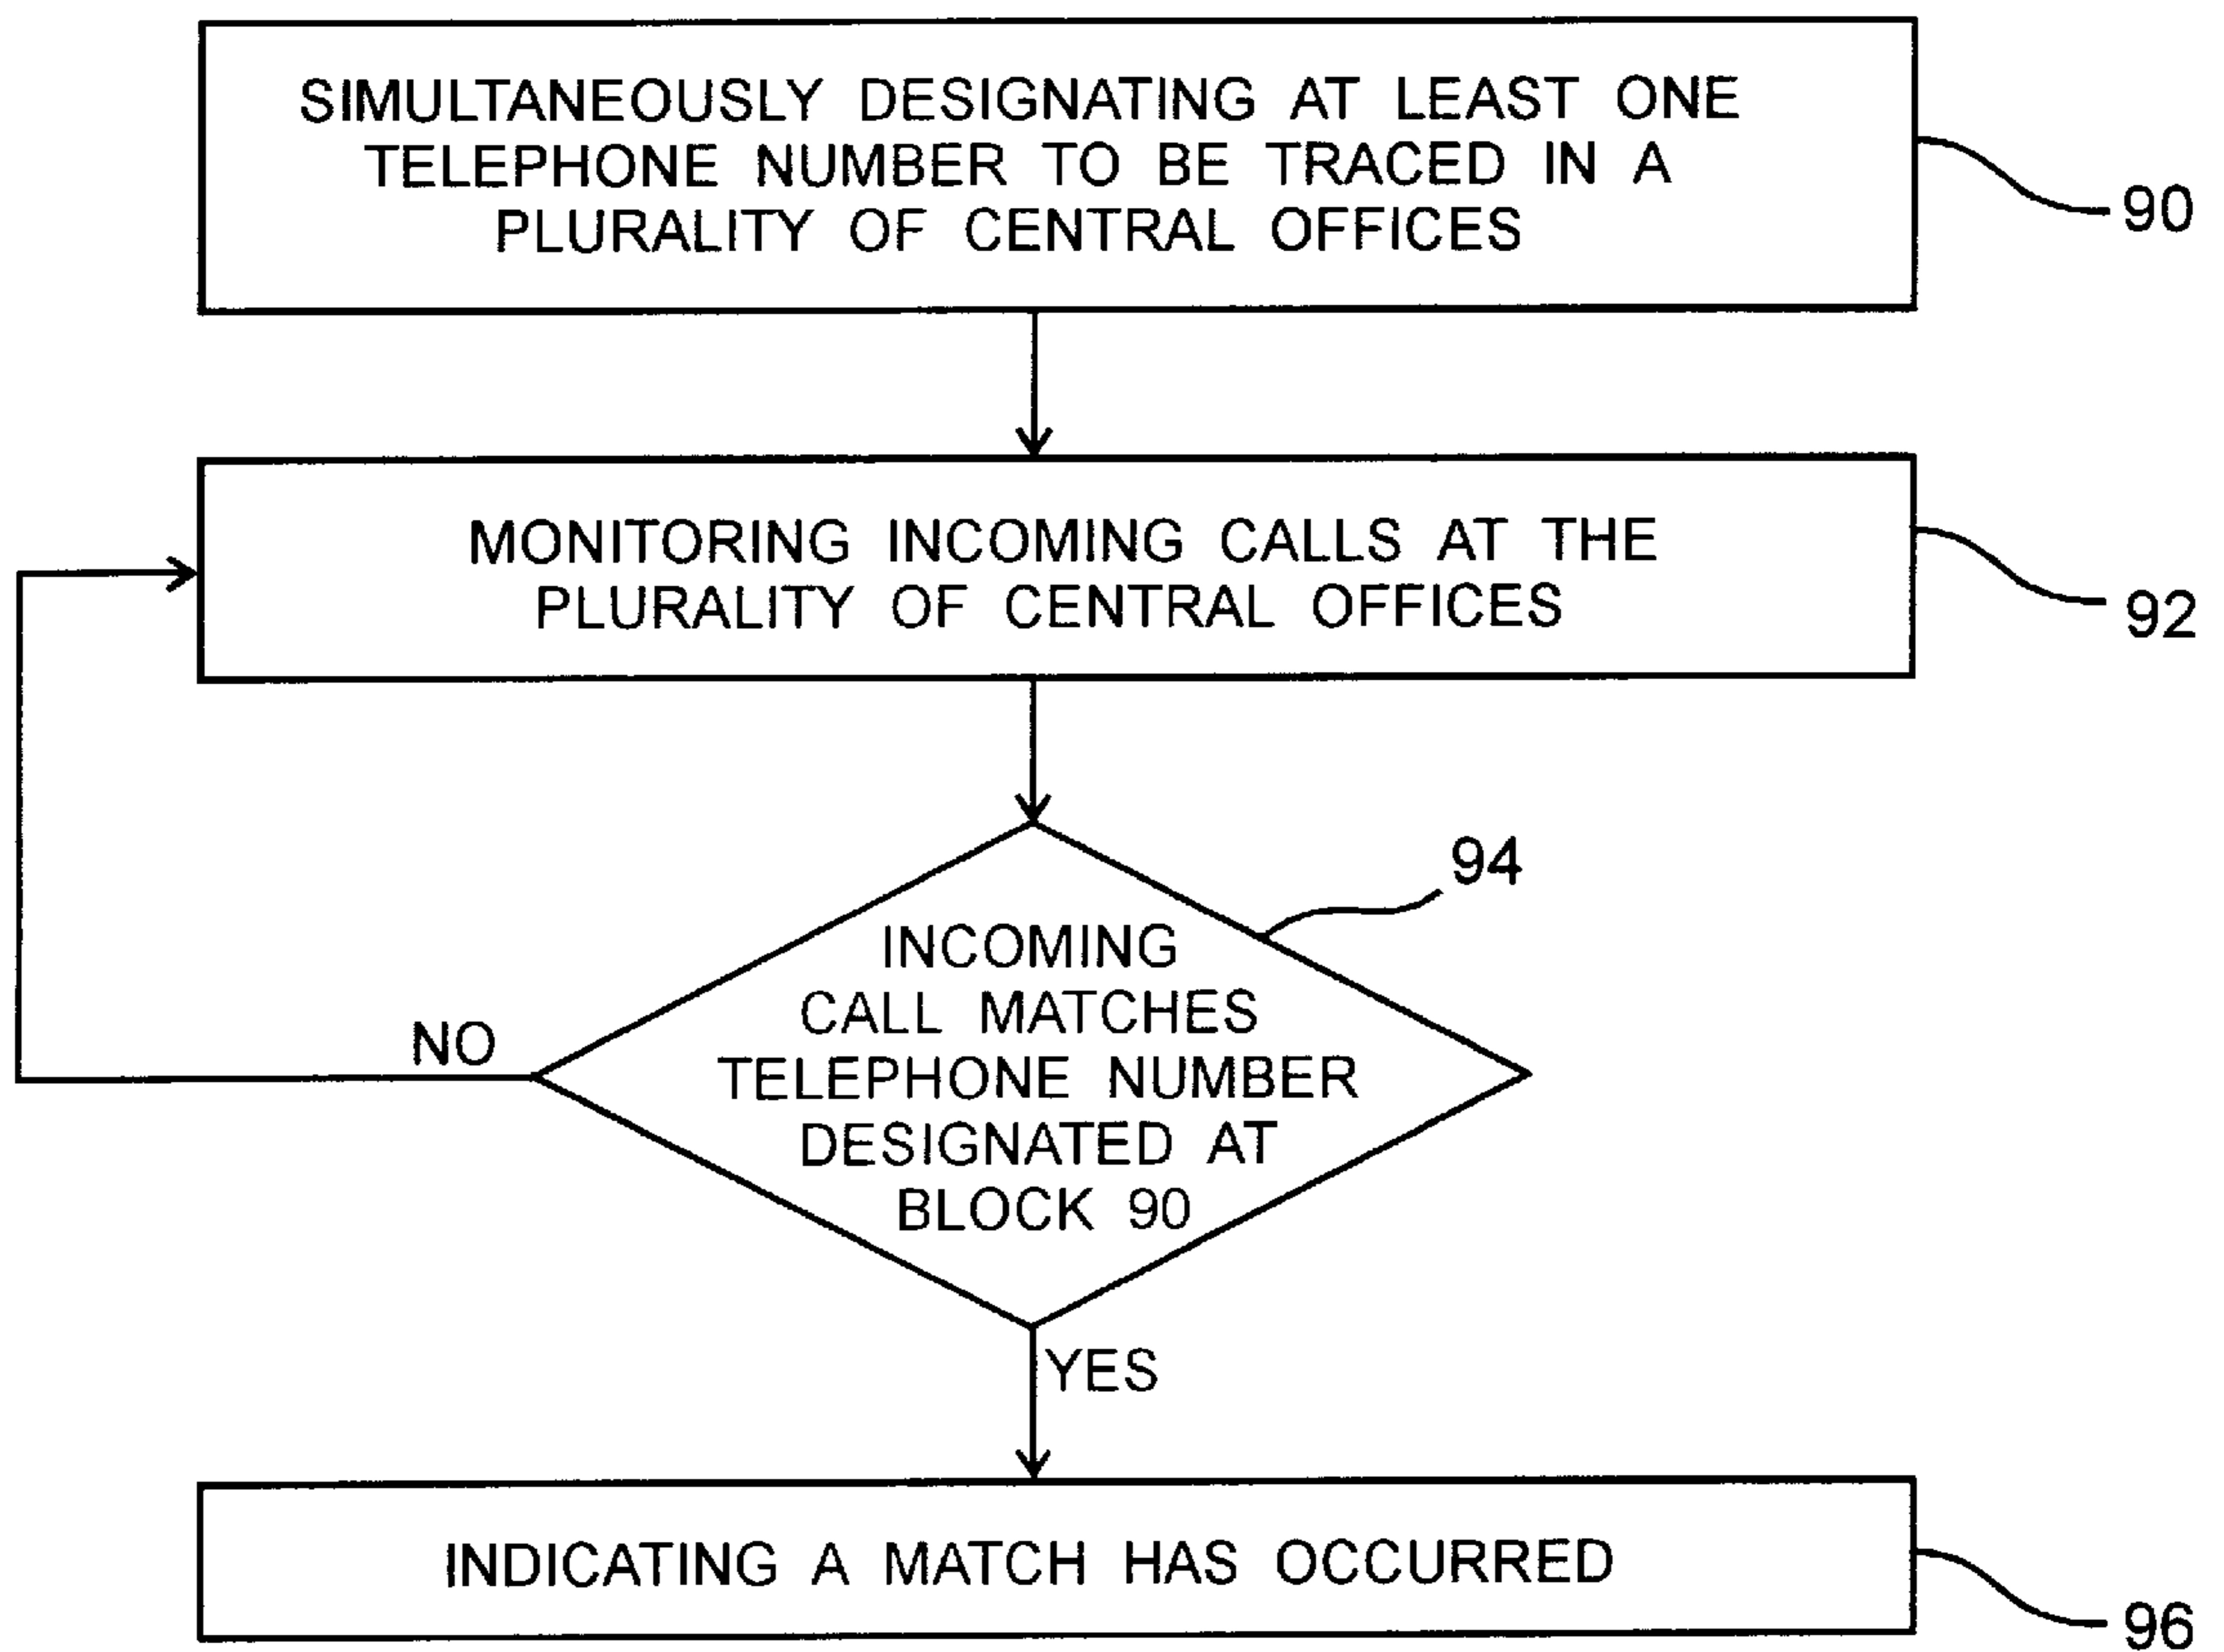 SIMULTANEOUSLY DESIGNATING AT LEAST ONE
TELEPHONE NUMBER TO BE TRACED IN A
PLURALITY OF CENTRAL OFFICES
90
MONITORING INCOMING CALLS AT THE
PLURALITY OF CENTRAL OFFICES
92
94
INCOMING
CALL MATCHES
TELEPHONE NUMBER
DESIGNATED AT
BLOCK 90
NO
YES
INDICATING A MATCH HAS OCCURRED
96